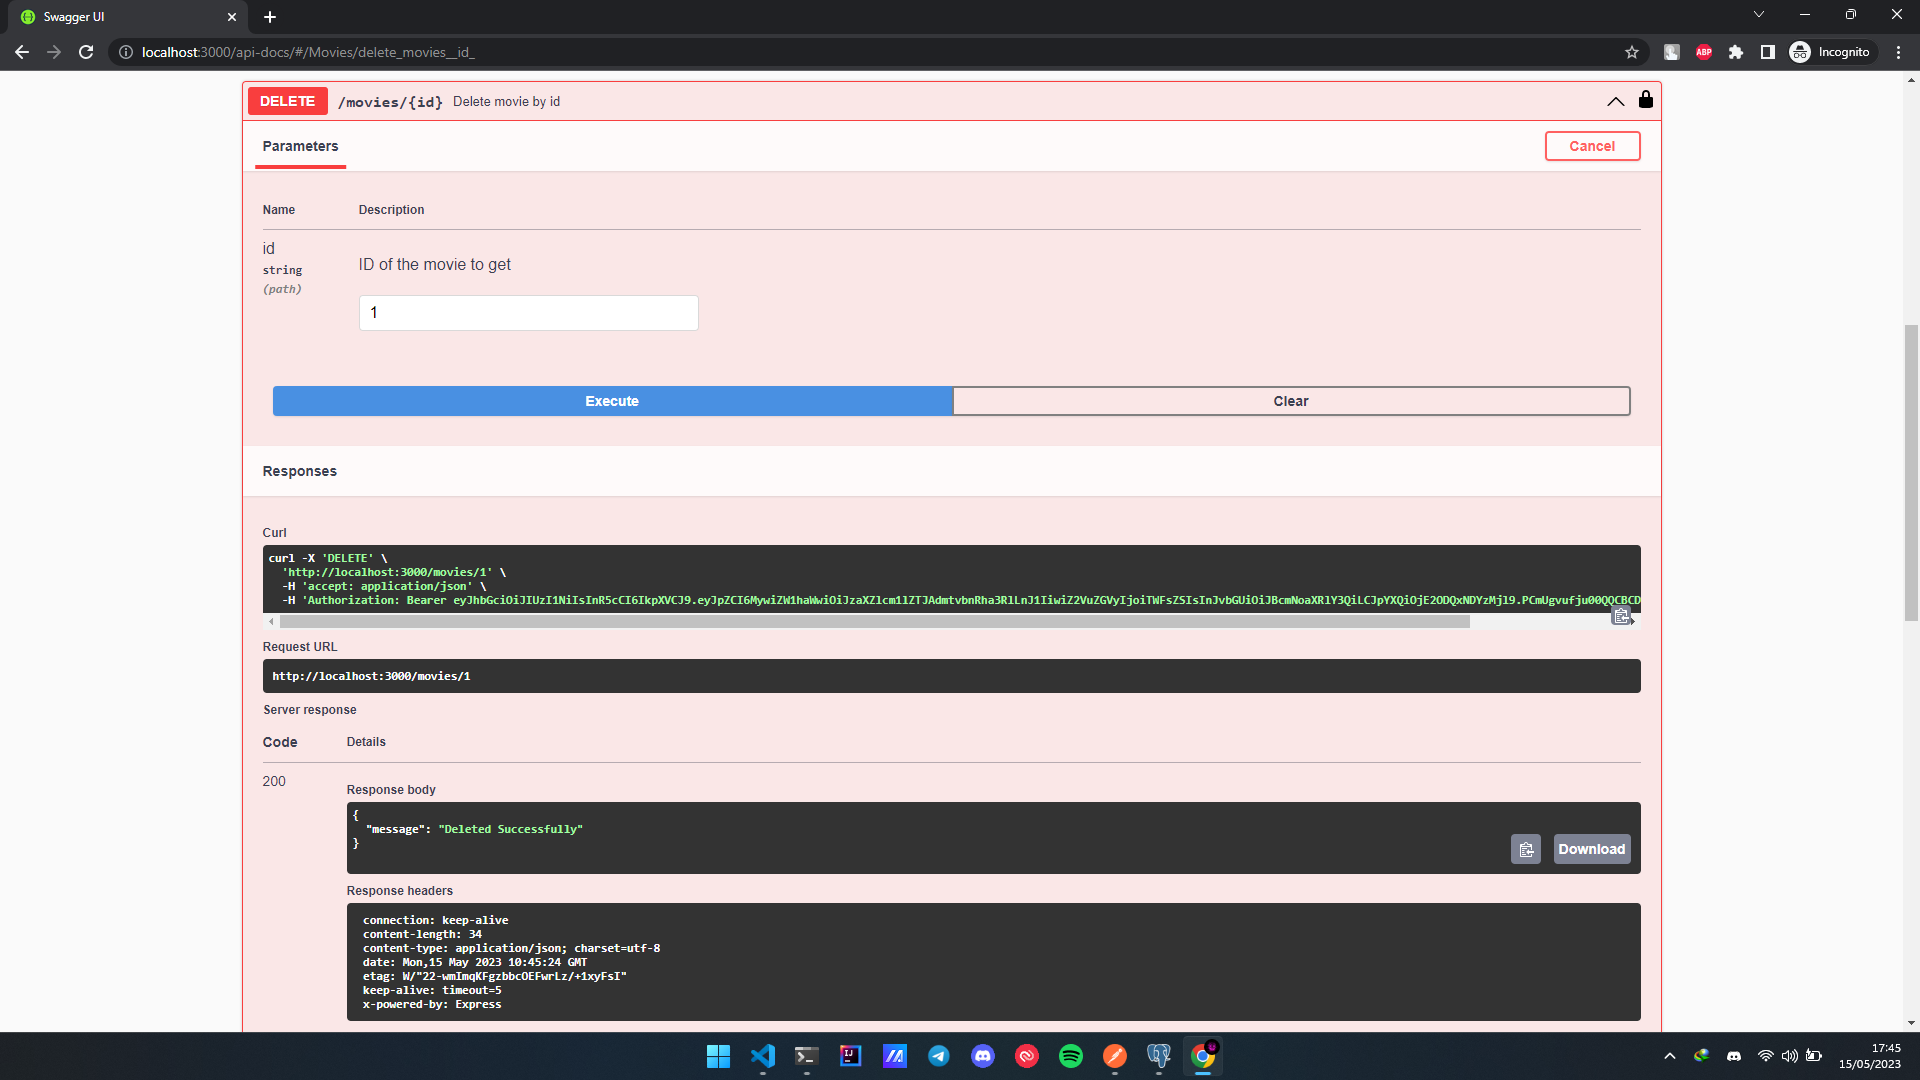 Swagger UI
localhost:3000/api-docs/#/Movies/delete_movies__id_
ABP
Incognito
DELETE /movies/{id} Delete movie by id
Parameters
Cancel
Name Description
id
string
(path)
ID of the movie to get
1
Execute
Clear
Responses
Curl
curl -X 'DELETE' \
'http://localhost:3000/movies/1' \
-H 'accept: application/json' \
-H 'Authorization: Bearer
Request URL
http://localhost:3000/movies/1
Server response
Code Details
200
Response body
{
"message": "Deleted Successfully"
}
Download
Response headers
connection: keep-alive
content-length: 34
content-type: application/json; charset=utf-8
date: Mon,15 May 2023 10:45:24 GMT
etag: W/"22-wmImqKFgzbbcOEFwrLz/+1xyFsI"
keep-alive: timeout=5
x-powered-by: Express
17:45
15/05/2023